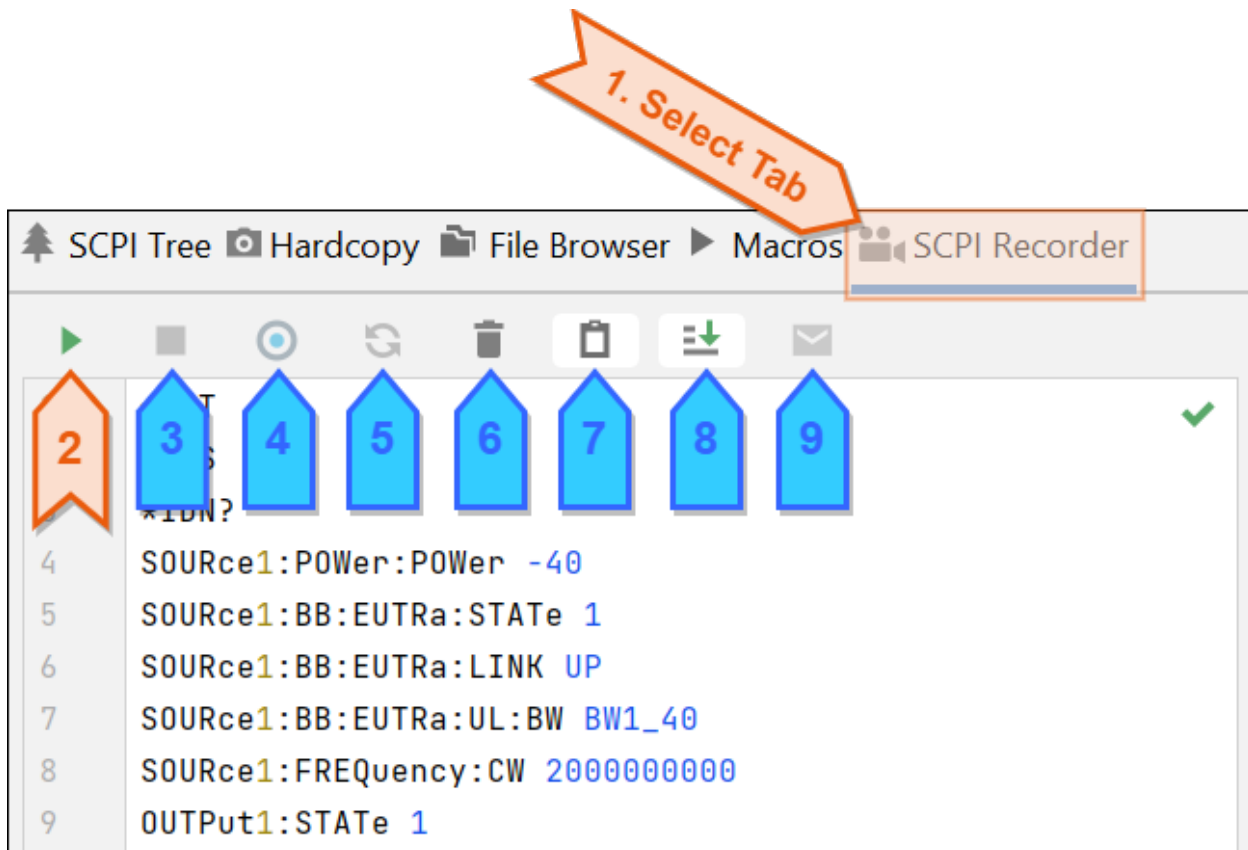 1. Select Tab
SCPI Tree Hardcopy File Browser Macros SCPI Recorder
2 3 4 5 6 7 8 9
*IDN?
4 SOURce1:POWer:POWer -40
5 SOURce1:BB:EUTRa:STATe 1
6 SOURce1:BB:EUTRa:LINK UP
7 SOURce1:BB:EUTRa:UL:BW BW1_40
8 SOURce1:FREQuency:CW 2000000000
9 OUTPut1:STATe 1